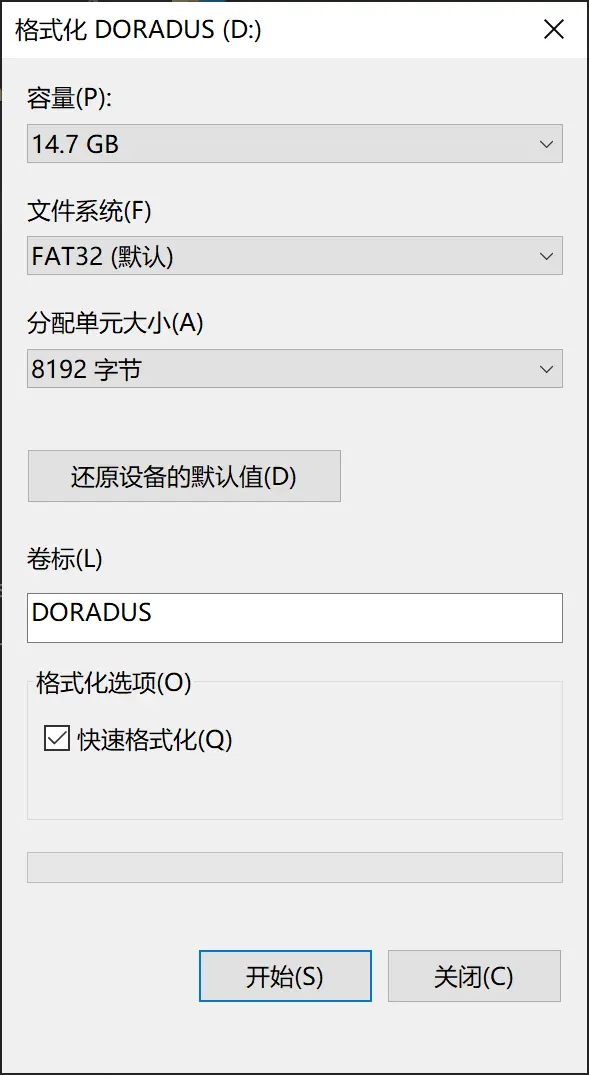 格式化 DORADUS (D:)
容量(P):
14.7 GB
文件系统(F)
FAT32 (默认)
分配单元大小(A)
8192 字节
还原设备的默认值(D)
卷标(L)
DORADUS
格式化选项(O)
快速格式化(Q)
开始(S)
关闭(C)